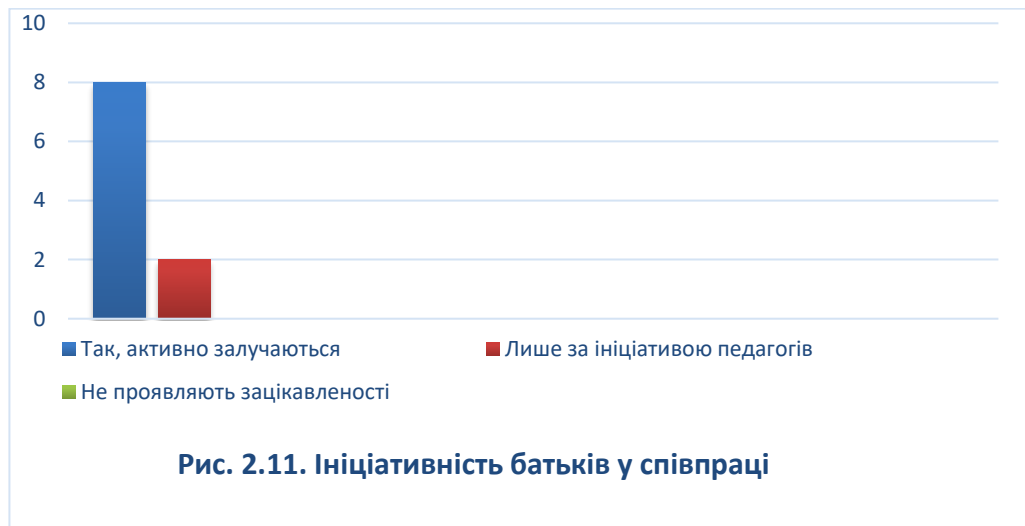 10
8
6
4
2
0
Так, активно залучаються
Лише за ініціативою педагогів
Не проявляють зацікавленості
Рис. 2.11. Ініціативність батьків у співпраці